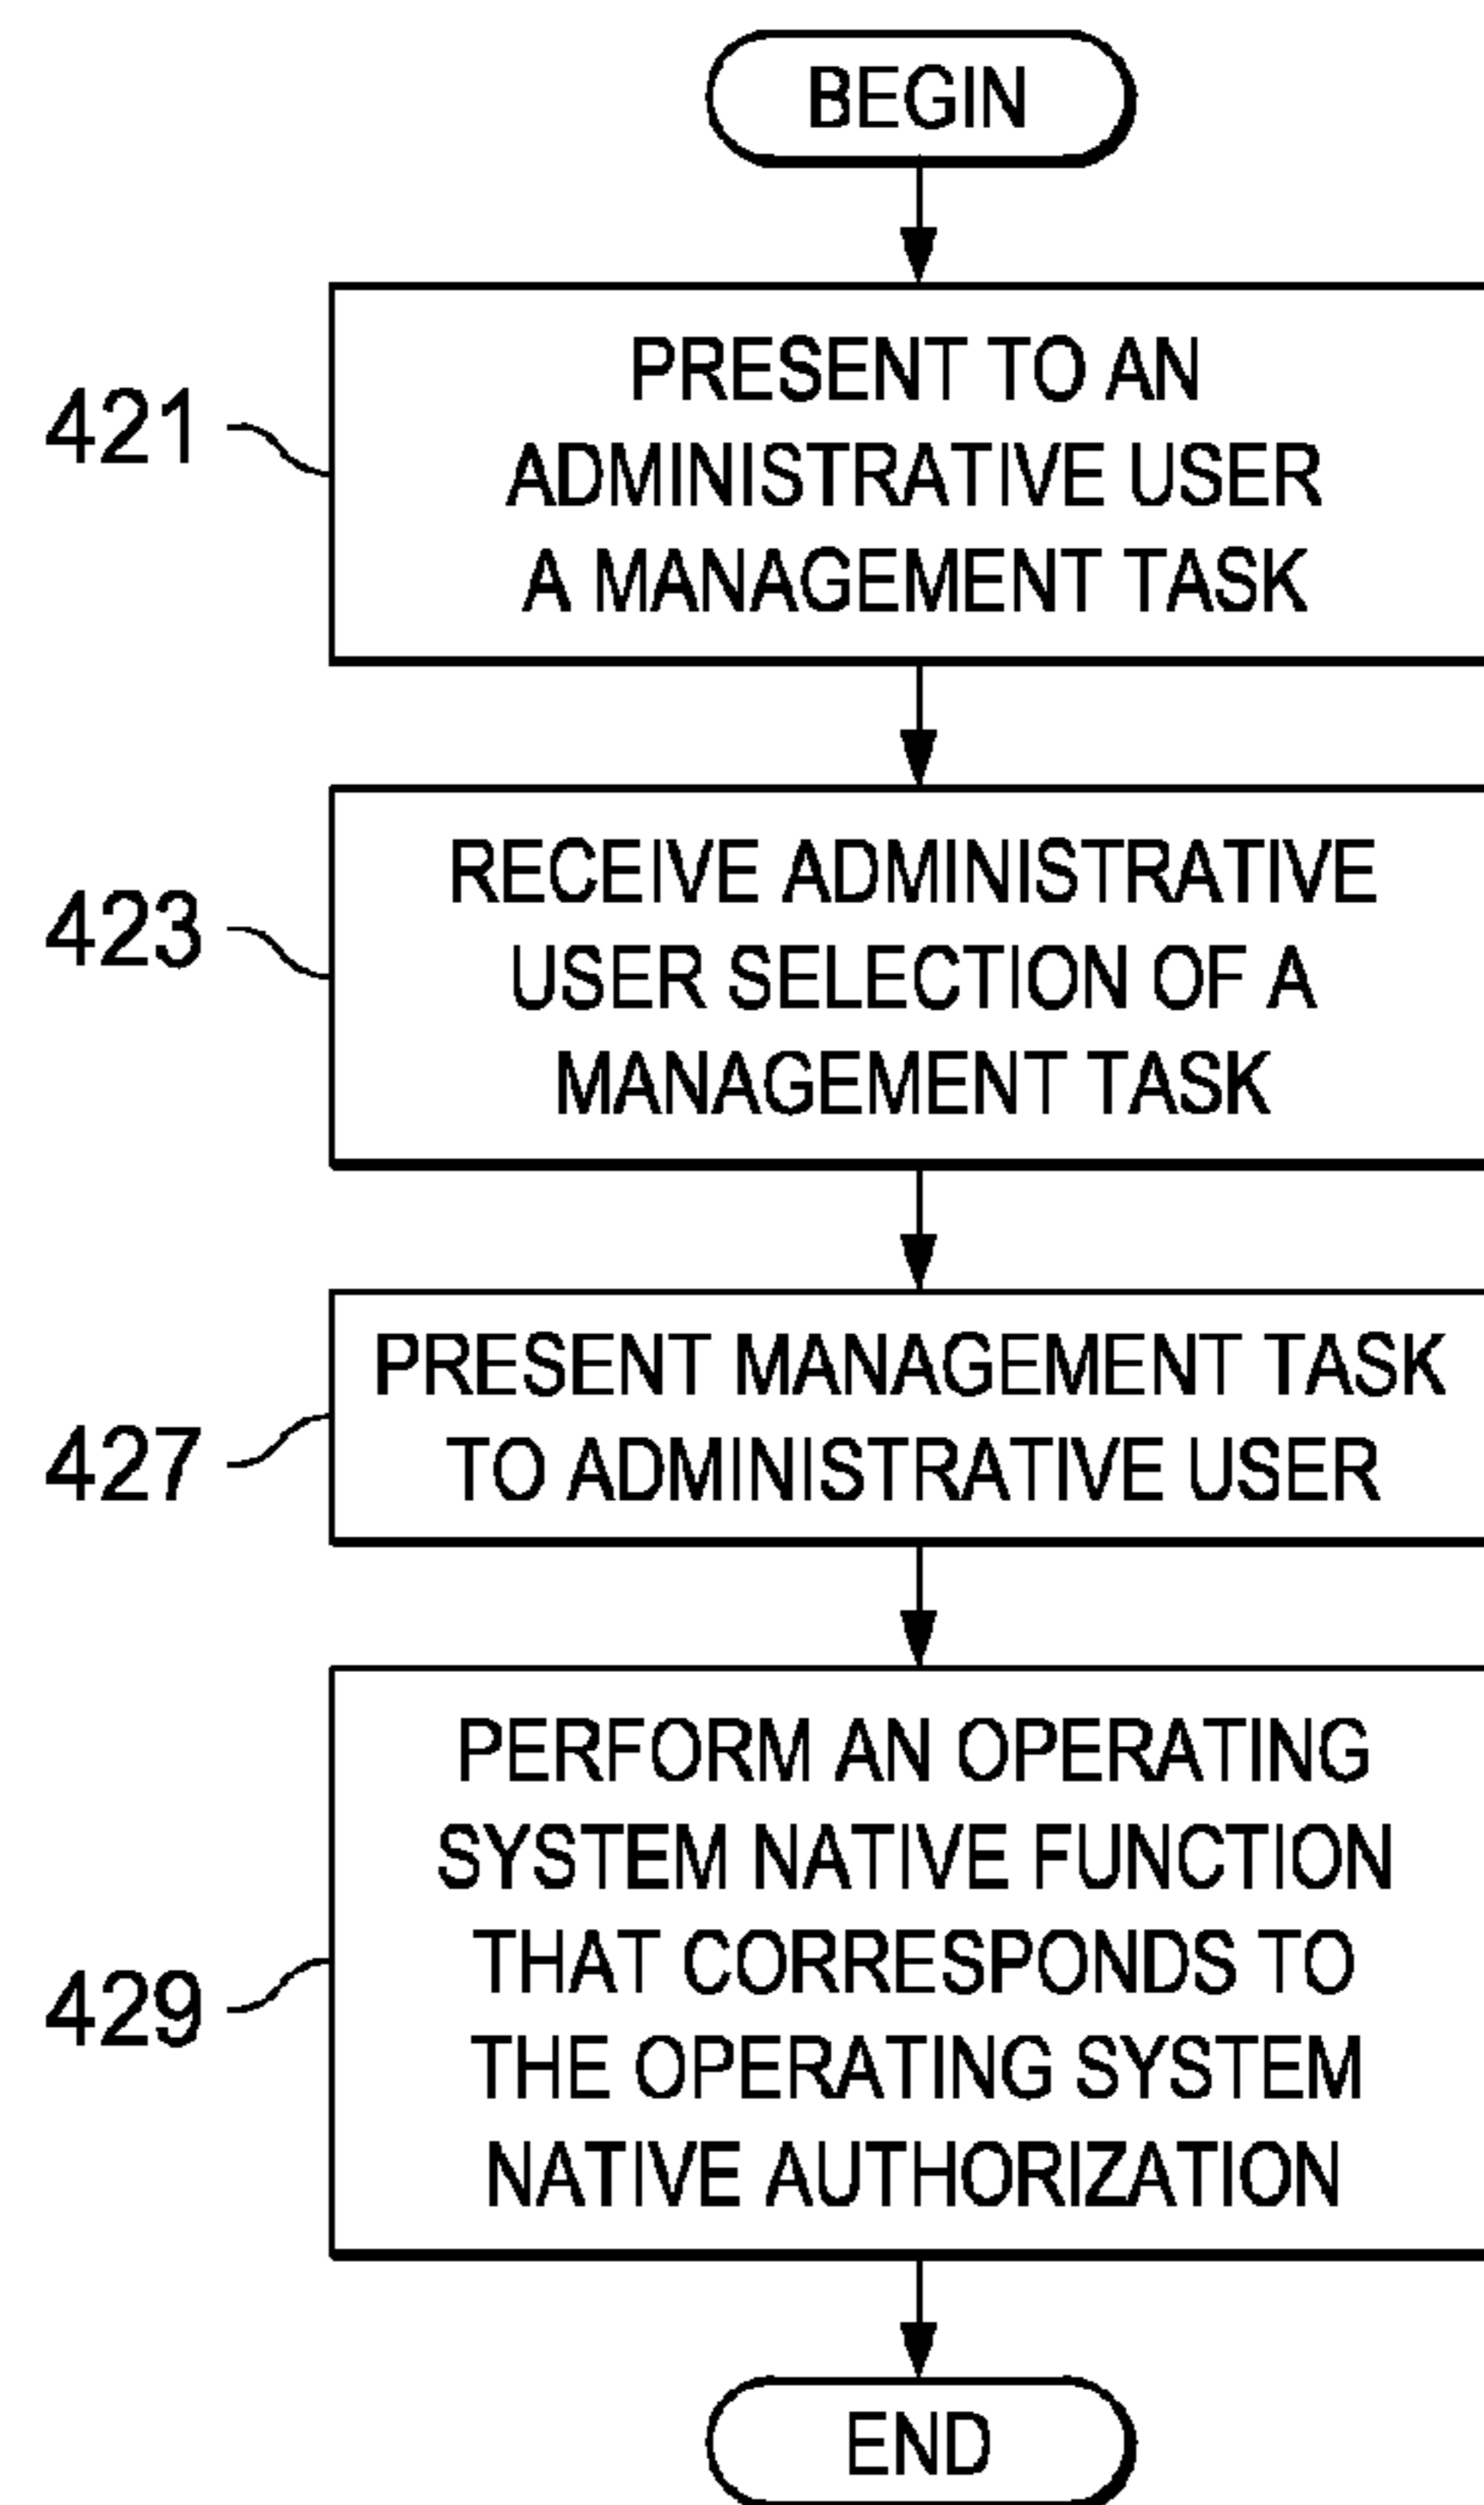 BEGIN
421
PRESENT TO AN
ADMINISTRATIVE USER
A MANAGEMENT TASK
423
RECEIVE ADMINISTRATIVE
USER SELECTION OF A
MANAGEMENT TASK
427
PRESENT MANAGEMENT TASK
TO ADMINISTRATIVE USER
429
PERFORM AN OPERATING
SYSTEM NATIVE FUNCTION
THAT CORRESPONDS TO
THE OPERATING SYSTEM
NATIVE AUTHORIZATION
END